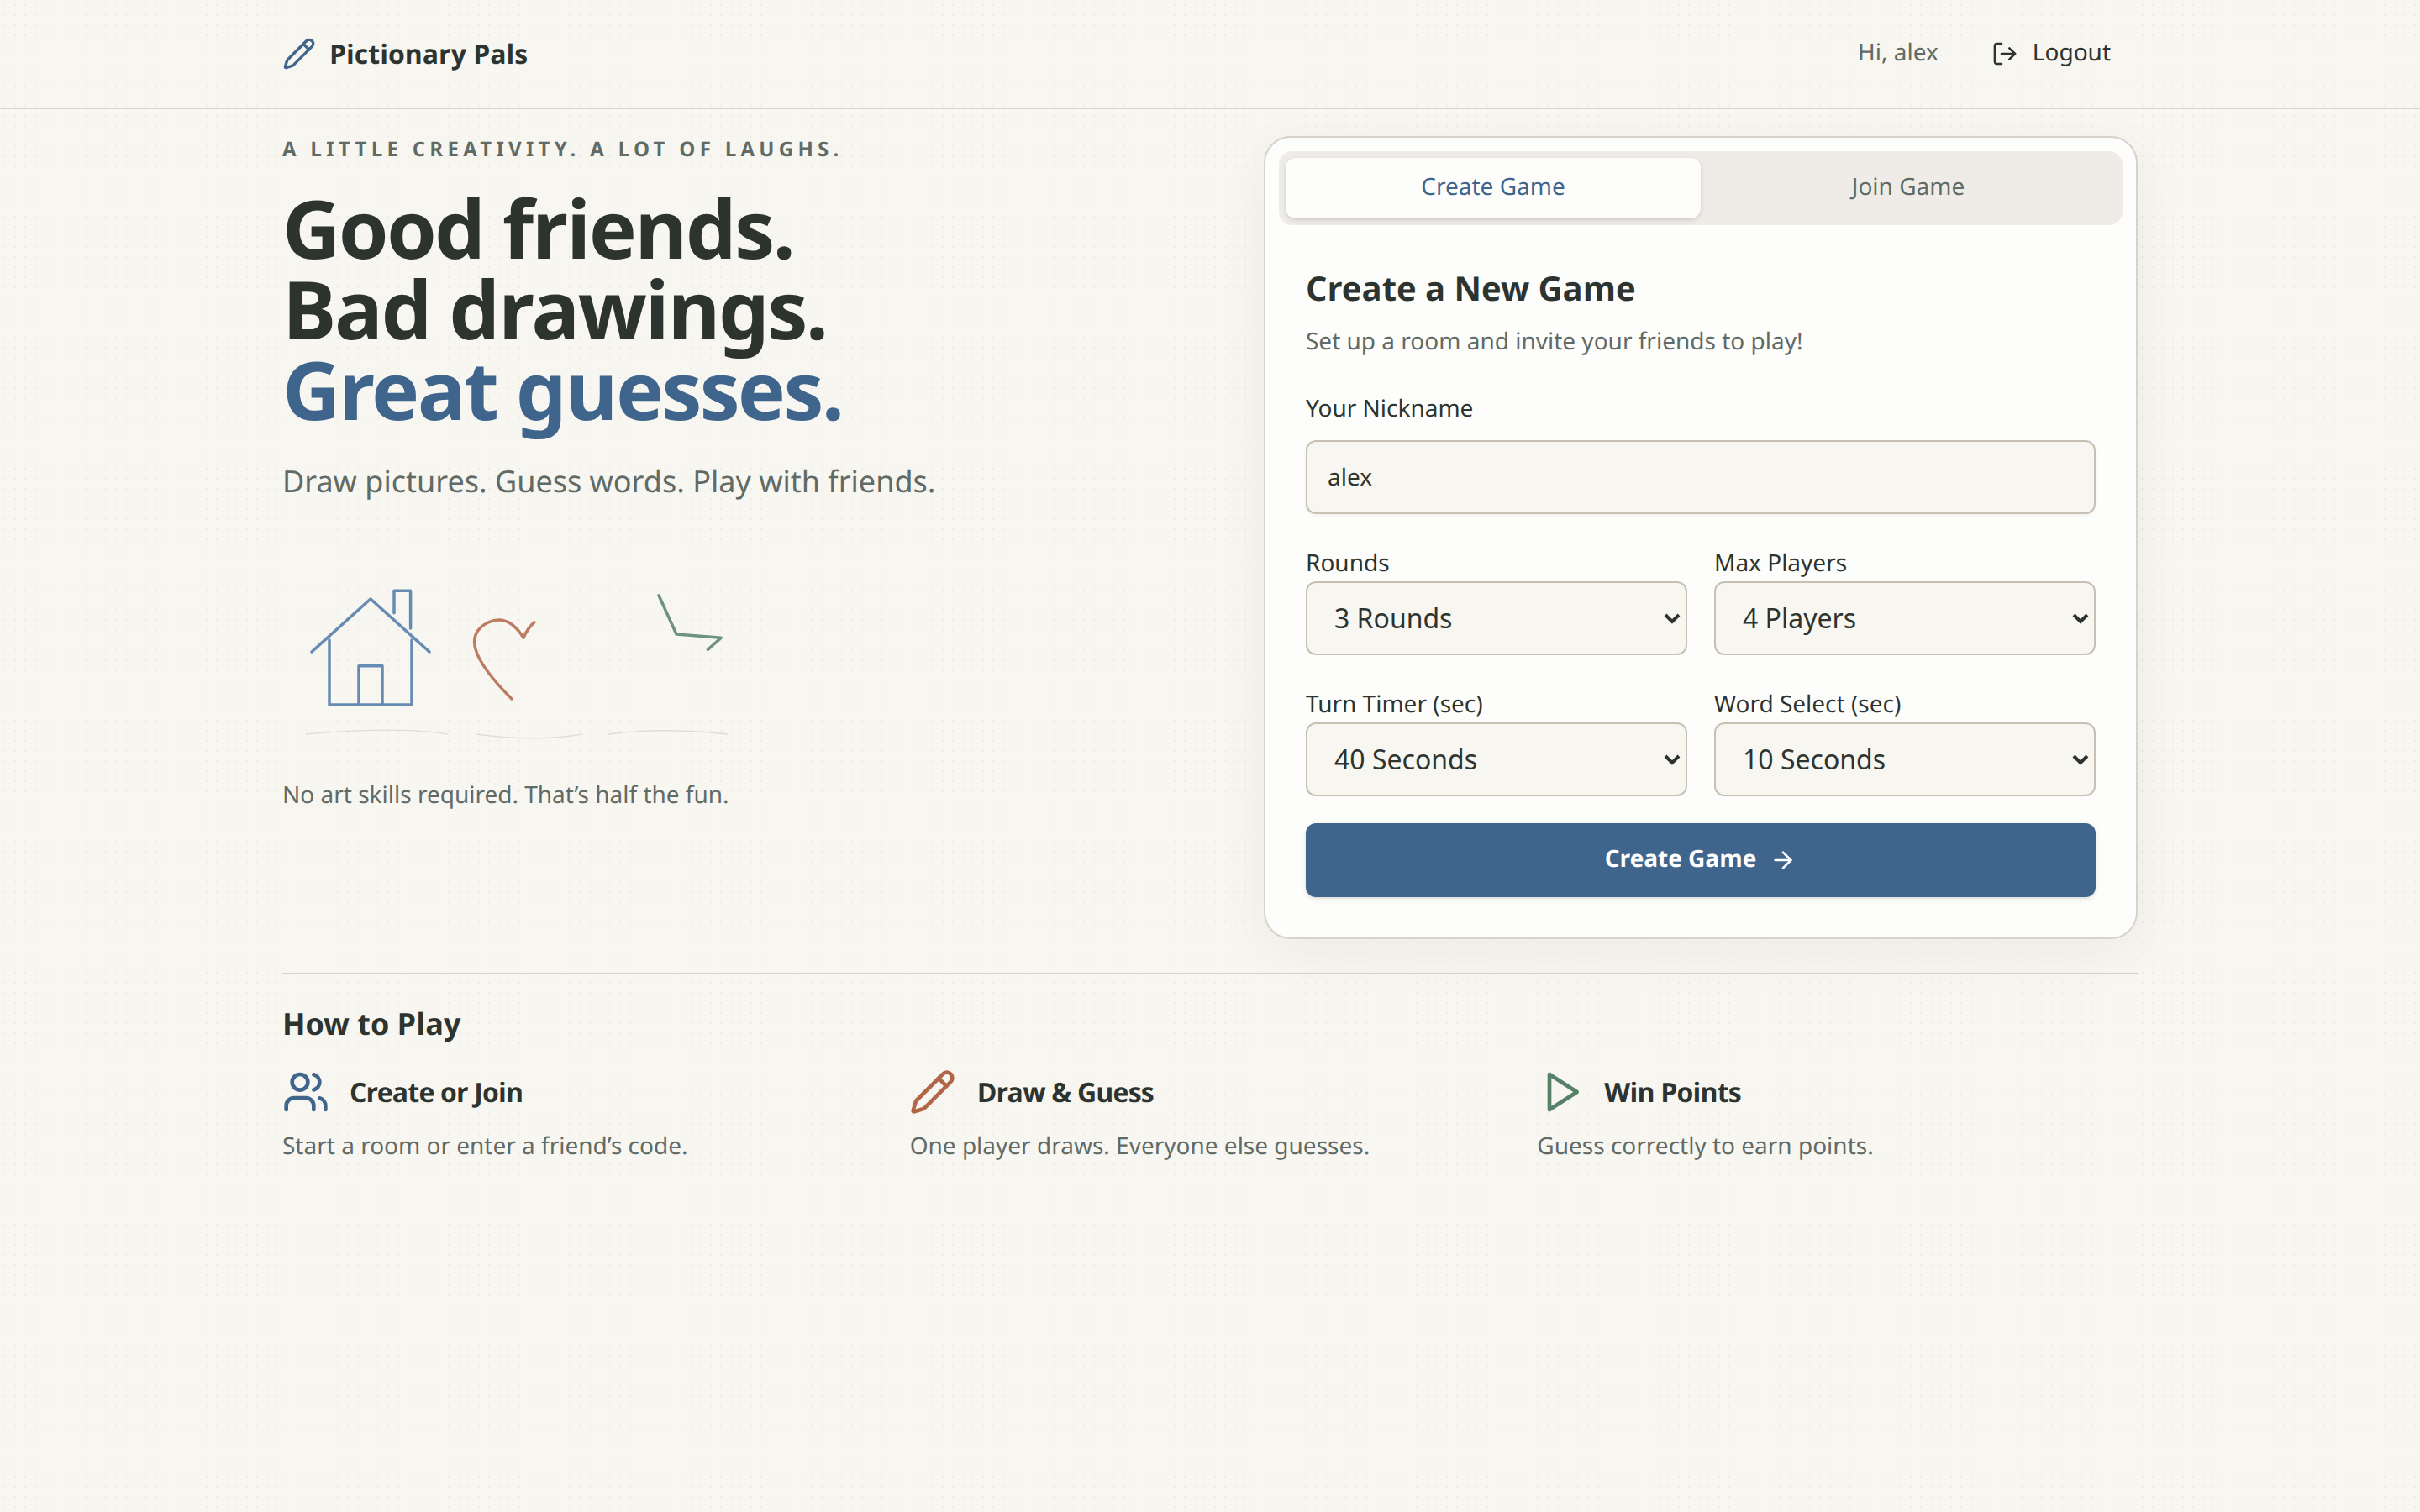 Pictionary Pals
Hi, alex
Logout
A LITTLE CREATIVITY. A LOT OF LAUGHS.
Good friends.
Bad drawings.
Great guesses.
Draw pictures. Guess words. Play with friends.
No art skills required. That’s half the fun.
Create Game
Join Game
Create a New Game
Set up a room and invite your friends to play!
Your Nickname
alex
Rounds
Max Players
3 Rounds
4 Players
Turn Timer (sec)
Word Select (sec)
40 Seconds
10 Seconds
Create Game
How to Play
Create or Join
Start a room or enter a friend’s code.
Draw & Guess
One player draws. Everyone else guesses.
Win Points
Guess correctly to earn points.